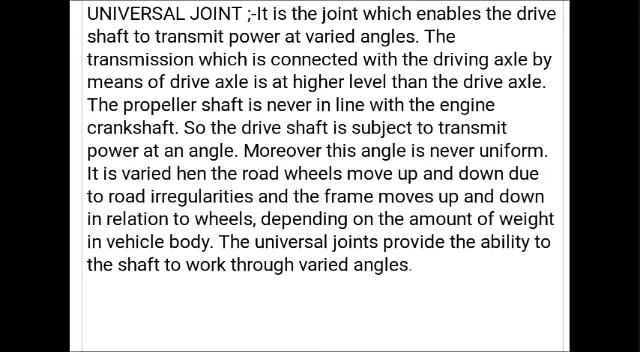 UNIVERSAL JOINT ;-It is the joint which enables the drive
shaft to transmit power at varied angles. The
transmission which is connected with the driving axle by
means of drive axle is at higher level than the drive axle.
The propeller shaft is never in line with the engine
crankshaft. So the drive shaft is subject to transmit
power at an angle. Moreover this angle is never uniform.
It is varied hen the road wheels move up and down due
to road irregularities and the frame moves up and down
in relation to wheels, depending on the amount of weight
in vehicle body. The universal joints provide the ability to
the shaft to work through varied angles.